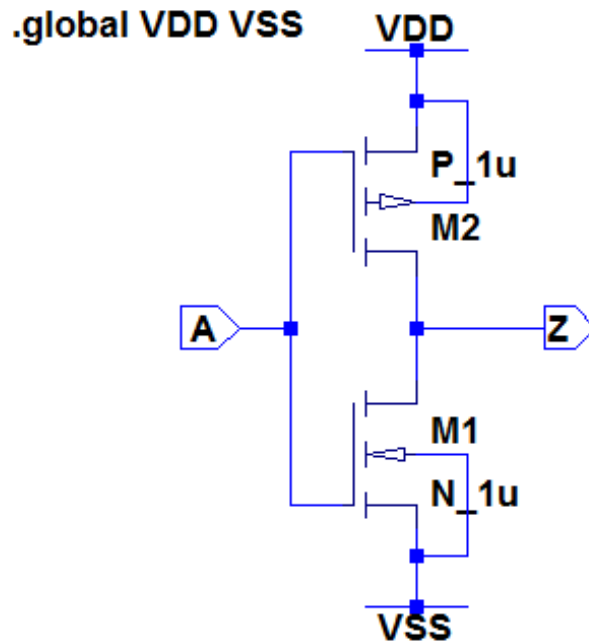 .global VDD VSS
VDD
P_1u
M2
A
Z
M1
N_1u
VSS